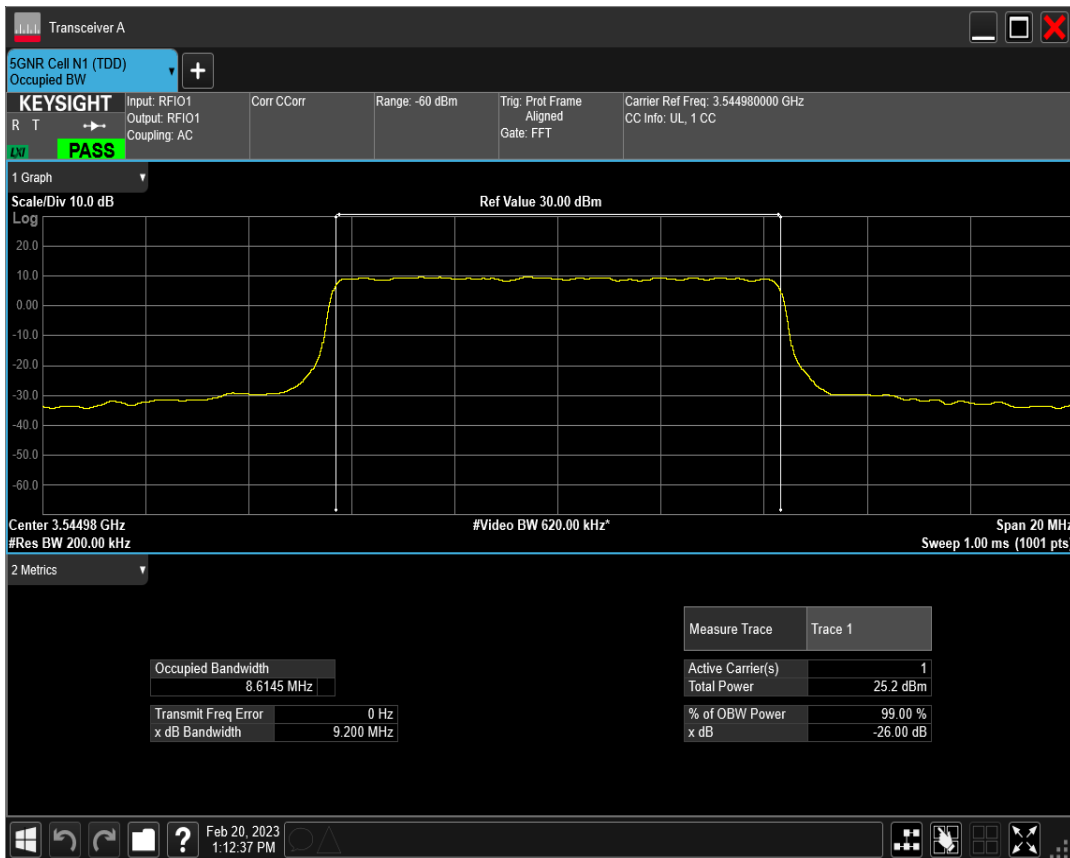 Transceiver A
5GNR Cell N1 (TDD)
Occupied BW
+
KEYSIGHT
R T
LXI
PASS
Input: RFIO1
Output: RFIO1
Coupling: AC
Corr CCorr
Range: -60 dBm
Trig: Prot Frame
Aligned
Gate: FFT
Carrier Ref Freq: 3.544980000 GHz
CC Info: UL, 1 CC
1 Graph
Scale/Div 10.0 dB
Ref Value 30.00 dBm
Log
20.0
10.0
0.00
-10.0
-20.0
-30.0
-40.0
-50.0
-60.0
Center 3.54498 GHz
#Video BW 620.00 kHz*
Span 20 MHz
#Res BW 200.00 kHz
Sweep 1.00 ms (1001 pts)
2 Metrics
Measure Trace Trace 1
Occupied Bandwidth
8.6145 MHz
Active Carrier(s) 1
Total Power 25.2 dBm
Transmit Freq Error 0 Hz
x dB Bandwidth 9.200 MHz
% of OBW Power 99.00 %
x dB -26.00 dB
?
Feb 20, 2023
1:12:37 PM